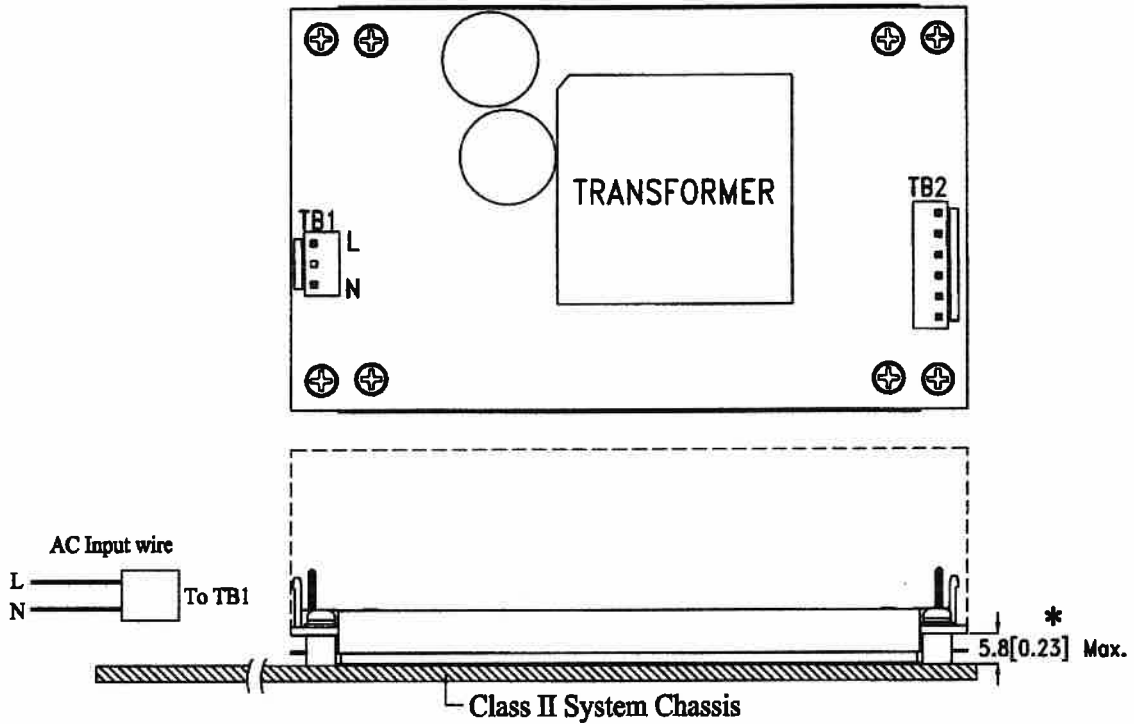 TRANSFORMER
TB2
TB1
L
N
AC Input wire
L
N
To TB1
*
5.8[0.23] Max.
Class II System Chassis